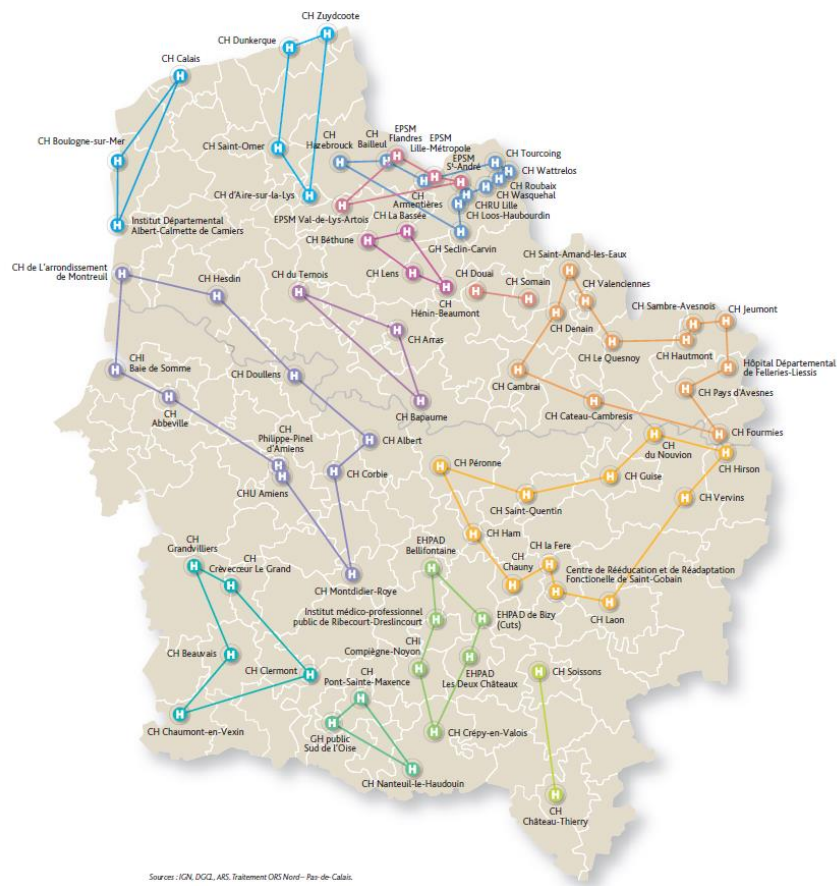 CH Zuydcoote
CH Dunkerque
CH Calais
CH Boulogne-sur-Mer
CH Saint-Omer
CH d'Aire-sur-la-Lys
Institut Départemental
Albert-Calmette de Camiers
CH
Hazebrouck
CH
Bailleul
EPSM
Flandres
EPSM
Lille-Métropole
EPSM
St-André
CH Tourcoing
CH Wattrelos
CH Roubaix
CH Wasquehal
CHRU Lille
CH Loos-Haubourdin
CH
Armentières
EPSM Val-de-Lys-Artois
CH La Bassée
CH Béthune
GH Seclin-Carvin
CH Lens
CH Douai
CH Somain
CH
Hénin-Beaumont
CH Saint-Amand-les-Eaux
CH Valenciennes
CH Sambre-Avesnois
CH Jeumont
CH Denain
CH Le Quesnoy
CH Hautmont
Hôpital Départemental
de Felleries-Liessis
CH Pays d'Avesnes
CH Cambrai
CH Cateau-Cambresis
CH Fourmies
CH de L'arrondissement
de Montreuil
CH Hesdin
CH du Ternois
CH Arras
CH Bapaume
CHI
Baie de Somme
CH Doullens
CH
Abbeville
CH
Philippe-Pinel
d'Amiens
CH Albert
CH Corbie
CHU Amiens
CH Montdidier-Roye
CH Péronne
CH
du Nouvion
CH Hirson
CH Guise
CH Vervins
CH Saint-Quentin
CH Ham
CH
Chauny
CH la Fere
Centre de Rééducation et de Réadaptation
Fonctionelle de Saint-Gobain
CH Laon
CH
Grandvilliers
CH
Crèvecœur Le Grand
CH Beauvais
CH Clermont
CH Chaumont-en-Vexin
EHPAD
Bellifontaine
Institut médico-professionnel
public de Ribecourt-Dreslincourt
EHPAD de Bizy
(Cuts)
CHI
Compiègne-Noyon
EHPAD
Les Deux Châteaux
CH Crépy-en-Valois
CH
Pont-Sainte-Maxence
GH public
Sud de l'Oise
CH Nanteuil-le-Haudouin
CH Soissons
CH
Château-Thierry
Sources : IGN, DGCL, ARS. Traitement ORS Nord – Pas-de-Calais.